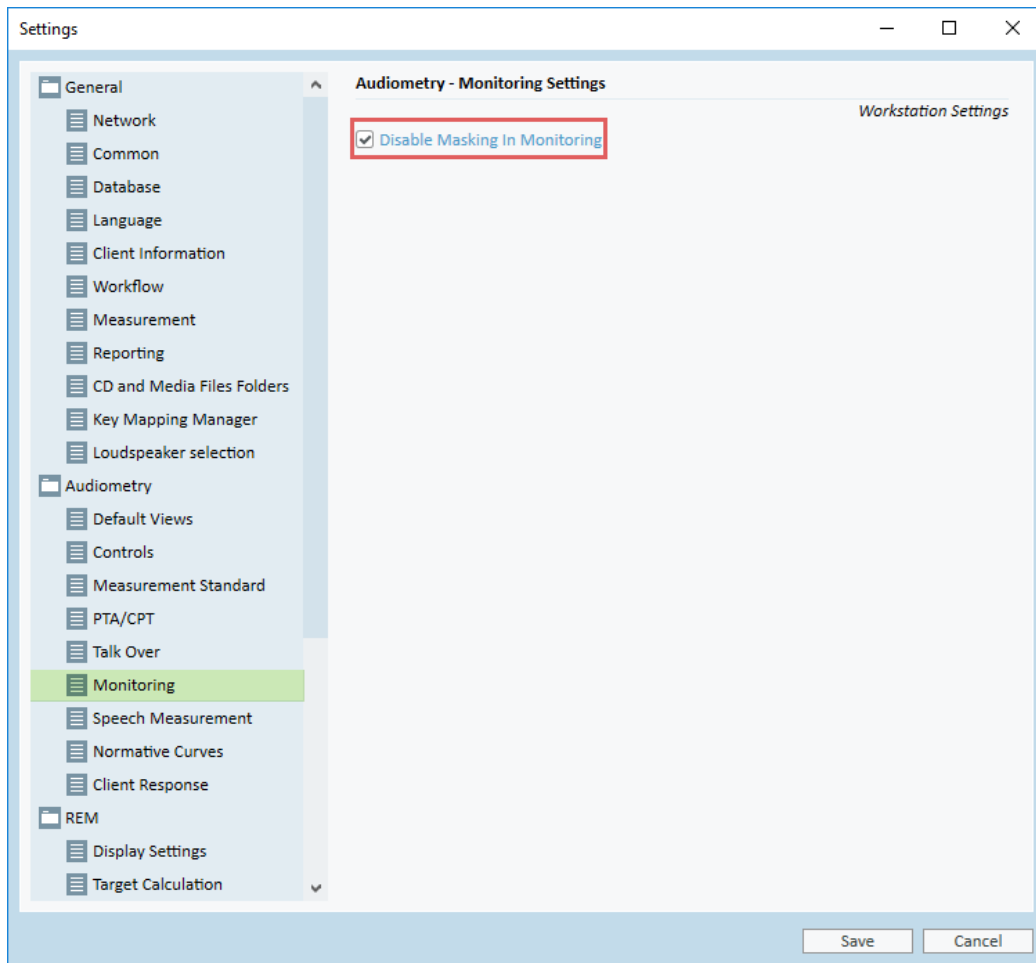 Settings
General
Network
Common
Database
Language
Client Information
Workflow
Measurement
Reporting
CD and Media Files Folders
Key Mapping Manager
Loudspeaker selection
Audiometry
Default Views
Controls
Measurement Standard
PTA/CPT
Talk Over
Monitoring
Speech Measurement
Normative Curves
Client Response
REM
Display Settings
Target Calculation
Audiometry - Monitoring Settings
Workstation Settings
Disable Masking In Monitoring
Save
Cancel